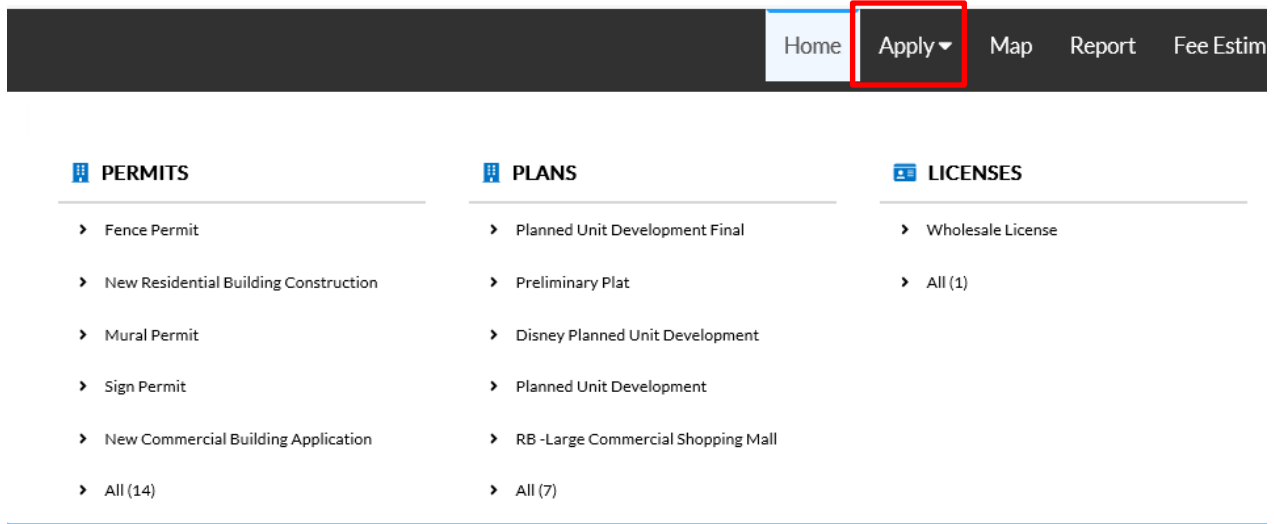 Home Apply Map Report Fee Estim
PERMITS
Fence Permit
New Residential Building Construction
Mural Permit
Sign Permit
New Commercial Building Application
All (14)
PLANS
Planned Unit Development Final
Preliminary Plat
Disney Planned Unit Development
Planned Unit Development
RB -Large Commercial Shopping Mall
All (7)
LICENSES
Wholesale License
All (1)